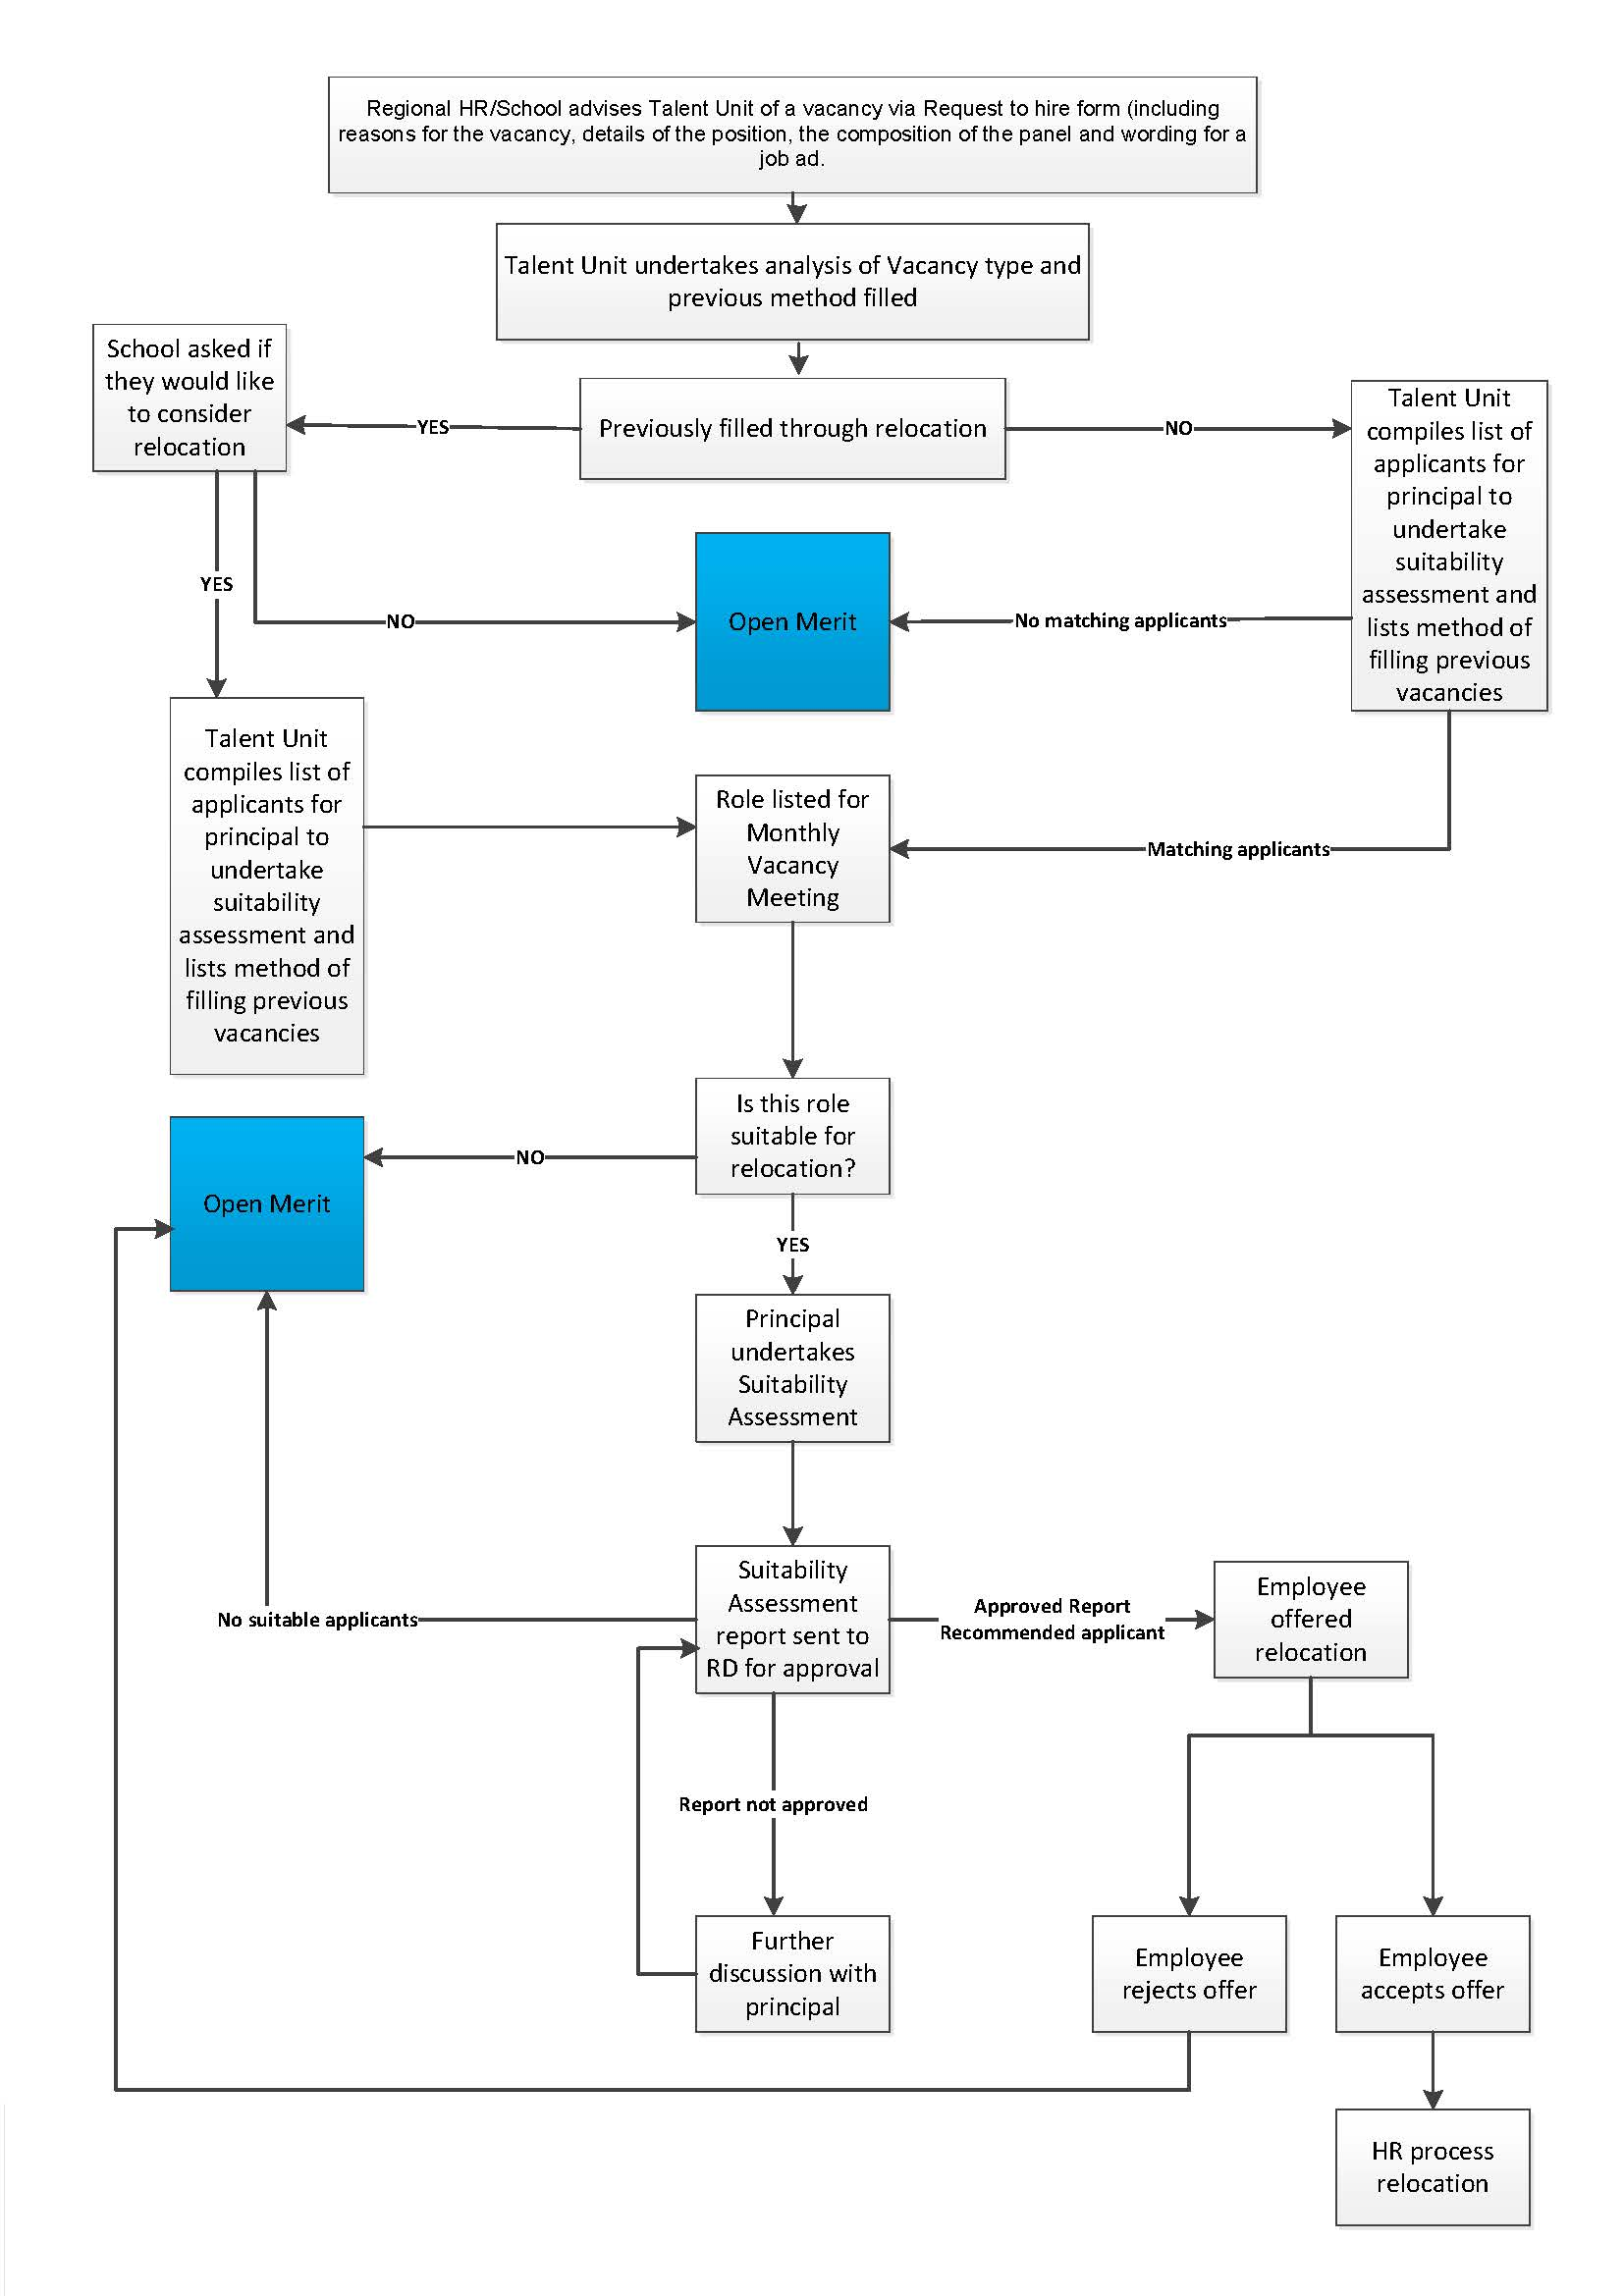 Regional HR/School advises Talent Unit of a vacancy via Request to hire form (including
reasons for the vacancy, details of the position, the composition of the panel and wording for a
job ad.
Talent Unit undertakes analysis of Vacancy type and
previous method filled
School asked if
they would like
to consider
relocation
YES
Previously filled through relocation
NO
Talent Unit
compiles list of
applicants for
principal to
undertake
suitability
assessment and
lists method of
filling previous
vacancies
YES
NO
Open Merit
No matching applicants
Talent Unit
compiles list of
applicants for
principal to
undertake
suitability
assessment and
lists method of
filling previous
vacancies
Role listed for
Monthly
Vacancy
Meeting
Matching applicants
Is this role
suitable for
relocation?
NO
Open Merit
YES
Principal
undertakes
Suitability
Assessment
Suitability
Assessment
report sent to
RD for approval
No suitable applicants
Approved Report
Recommended applicant
Employee
offered
relocation
Report not approved
Further
discussion with
principal
Employee
rejects offer
Employee
accepts offer
HR process
relocation